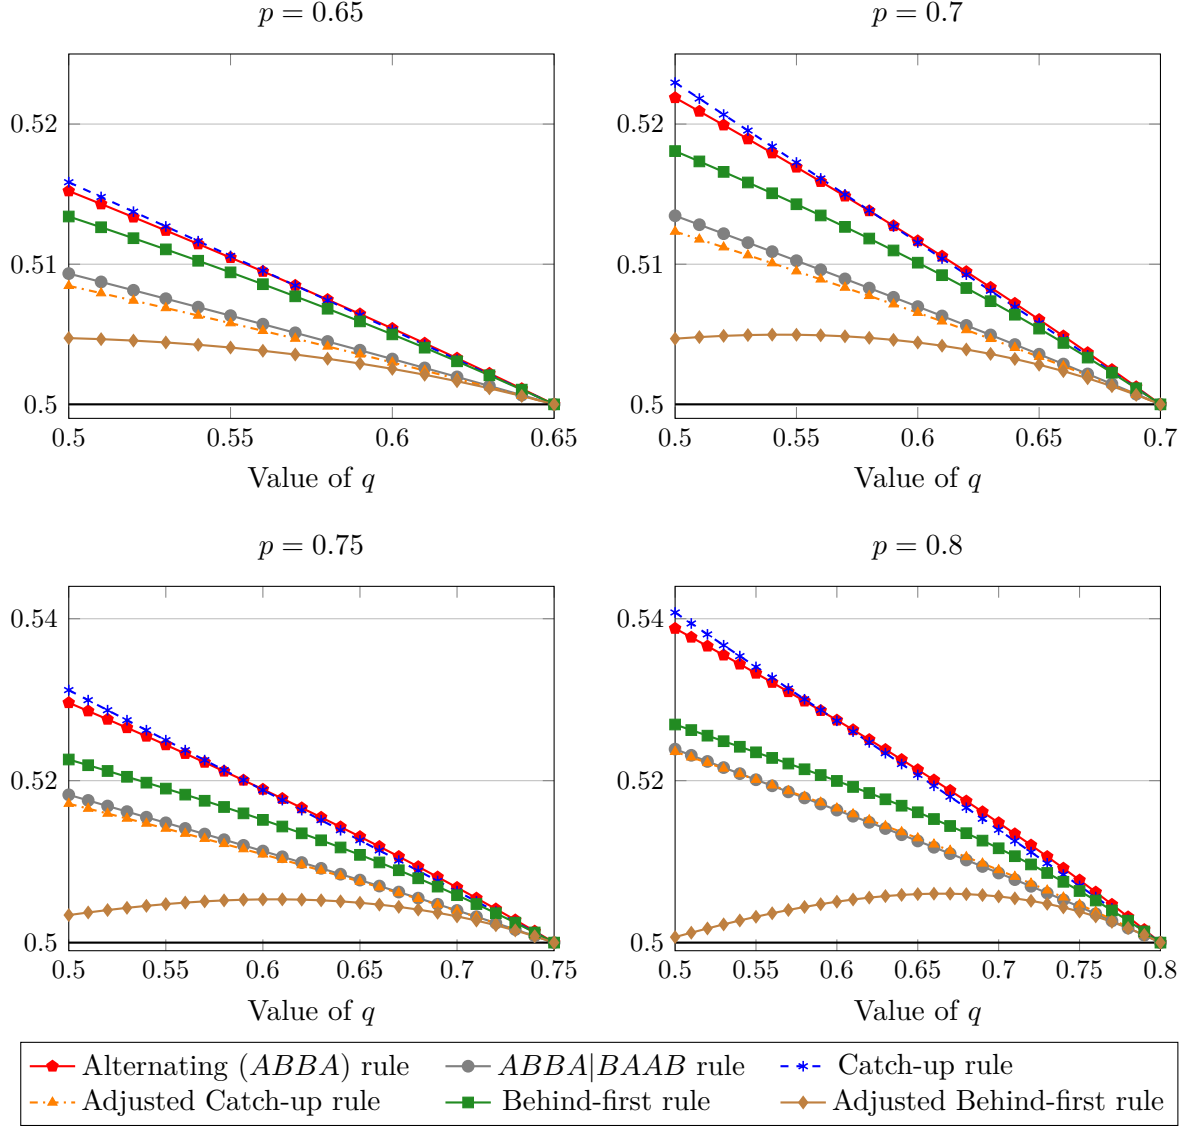 p = 0.65
p = 0.7
0.52
0.51
0.5
0.5 0.55 0.6 0.65
Value of q
0.52
0.51
0.5
0.5 0.55 0.6 0.65 0.7
Value of q
p = 0.75
p = 0.8
0.54
0.52
0.5
0.5 0.55 0.6 0.65 0.7 0.75
Value of q
0.54
0.52
0.5
0.5 0.55 0.6 0.65 0.7 0.75 0.8
Value of q
Alternating (ABBA) rule
ABBA|BAAB rule
Catch-up rule
Adjusted Catch-up rule
Behind-first rule
Adjusted Behind-first rule